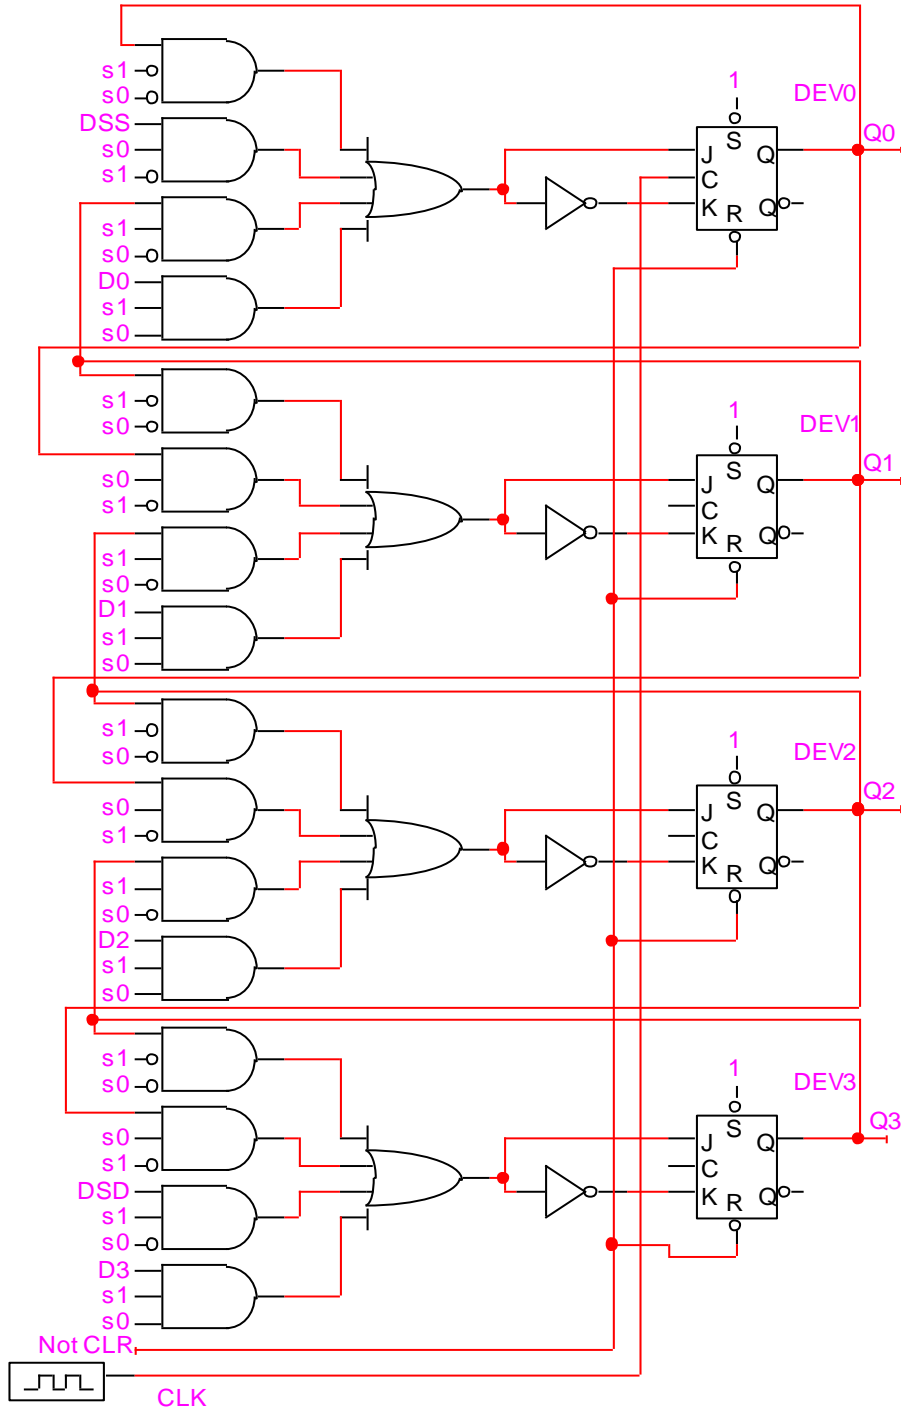 1
DEV0
s1
s0
DSS
Q0
S
s0
J
Q
s1
C
K
R
Q
s1
s0
D0
s1
s0
1
DEV1
s1
s0
Q1
S
s0
J
Q
s1
C
K
R
Q
s1
s0
D1
s1
s0
1
DEV2
s1
s0
Q2
S
s0
J
Q
s1
C
K
R
Q
s1
s0
D2
s1
s0
1
DEV3
s1
s0
Q3
S
s0
J
Q
s1
C
DSD
K
R
Q
s1
s0
D3
s1
s0
Not CLR
CLK